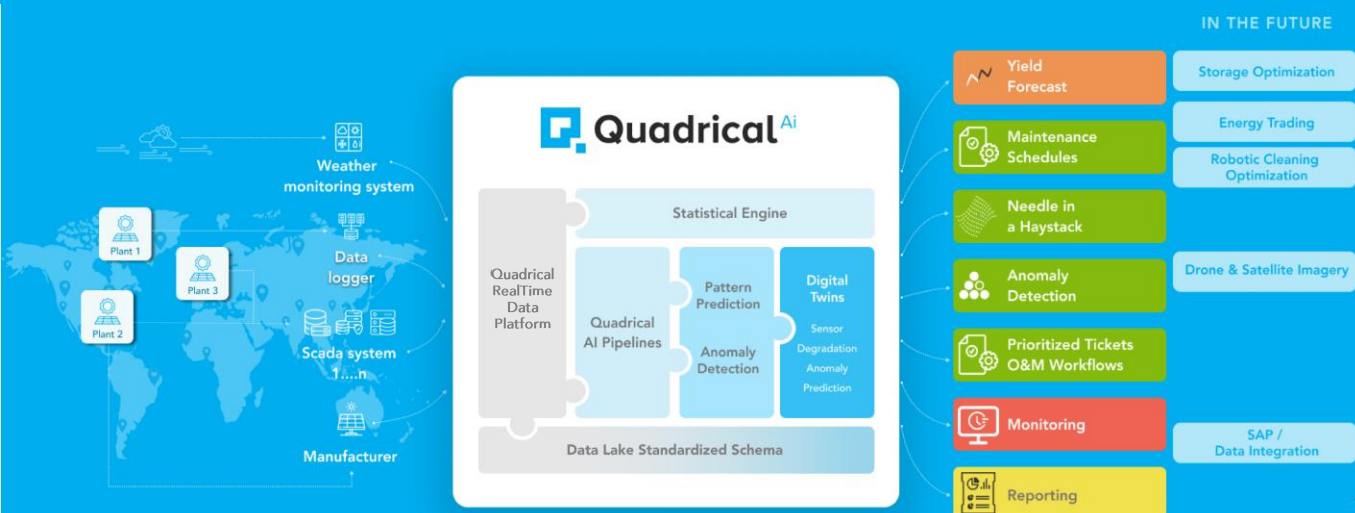 IN THE FUTURE
Weather
monitoring system
Plant 1
Plant 3
Plant 2
Data
logger
Scada system
1....n
Manufacturer
Quadrical Ai
Quadrical
RealTime
Data
Platform
Statistical Engine
Quadrical
AI Pipelines
Pattern
Prediction
Anomaly
Detection
Digital
Twins
Sensor
Degradation
Anomaly
Prediction
Data Lake Standardized Schema
Yield
Forecast
Maintenance
Schedules
Needle in
a Haystack
Anomaly
Detection
Prioritized Tickets
O&M Workflows
Monitoring
Reporting
Storage Optimization
Energy Trading
Robotic Cleaning
Optimization
Drone & Satellite Imagery
SAP /
Data Integration